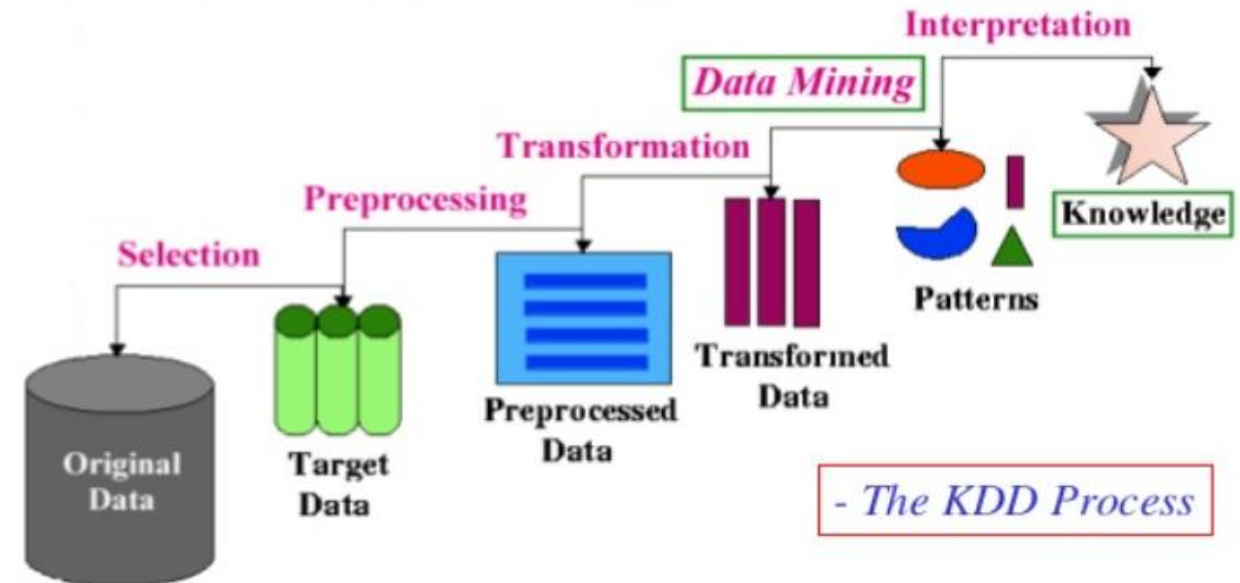 Interpretation
Data Mining
Transformation
Preprocessing
Selection
Knowledge
Patterns
Transformed
Data
Preprocessed
Data
Target
Data
Original
Data
- The KDD Process